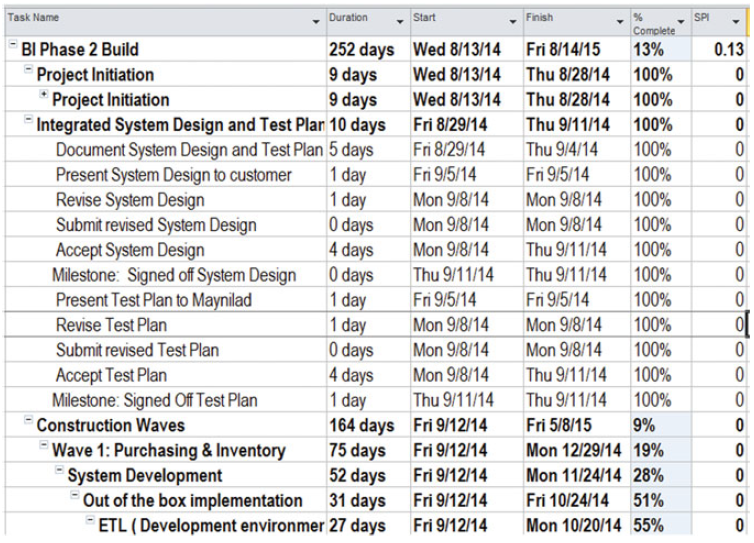 Task Name Duration Start Finish % Complete SPI
BI Phase 2 Build 252 days Wed 8/13/14 Fri 8/14/15 13% 0.13
Project Initiation 9 days Wed 8/13/14 Thu 8/28/14 100% 0
Project Initiation 9 days Wed 8/13/14 Thu 8/28/14 100% 0
Integrated System Design and Test Plan 10 days Fri 8/29/14 Thu 9/11/14 100% 0
Document System Design and Test Plan 5 days Fri 8/29/14 Thu 9/4/14 100% 0
Present System Design to customer 1 day Fri 9/5/14 Fri 9/5/14 100% 0
Revise System Design 1 day Mon 9/8/14 Mon 9/8/14 100% 0
Submit revised System Design 0 days Mon 9/8/14 Mon 9/8/14 100% 0
Accept System Design 4 days Mon 9/8/14 Thu 9/11/14 100% 0
Milestone: Signed off System Design 0 days Thu 9/11/14 Thu 9/11/14 100% 0
Present Test Plan to Maynilad 1 day Fri 9/5/14 Fri 9/5/14 100% 0
Revise Test Plan 1 day Mon 9/8/14 Mon 9/8/14 100% 0
Submit revised Test Plan 0 days Mon 9/8/14 Mon 9/8/14 100% 0
Accept Test Plan 4 days Mon 9/8/14 Thu 9/11/14 100% 0
Milestone: Signed Off Test Plan 1 day Thu 9/11/14 Thu 9/11/14 100% 0
Construction Waves 164 days Fri 9/12/14 Fri 5/8/15 9% 0
Wave 1: Purchasing & Inventory 75 days Fri 9/12/14 Mon 12/29/14 19% 0
System Development 52 days Fri 9/12/14 Mon 11/24/14 28% 0
Out of the box implementation 31 days Fri 9/12/14 Fri 10/24/14 51% 0
ETL ( Development environmer 27 days Fri 9/12/14 Mon 10/20/14 55% 0